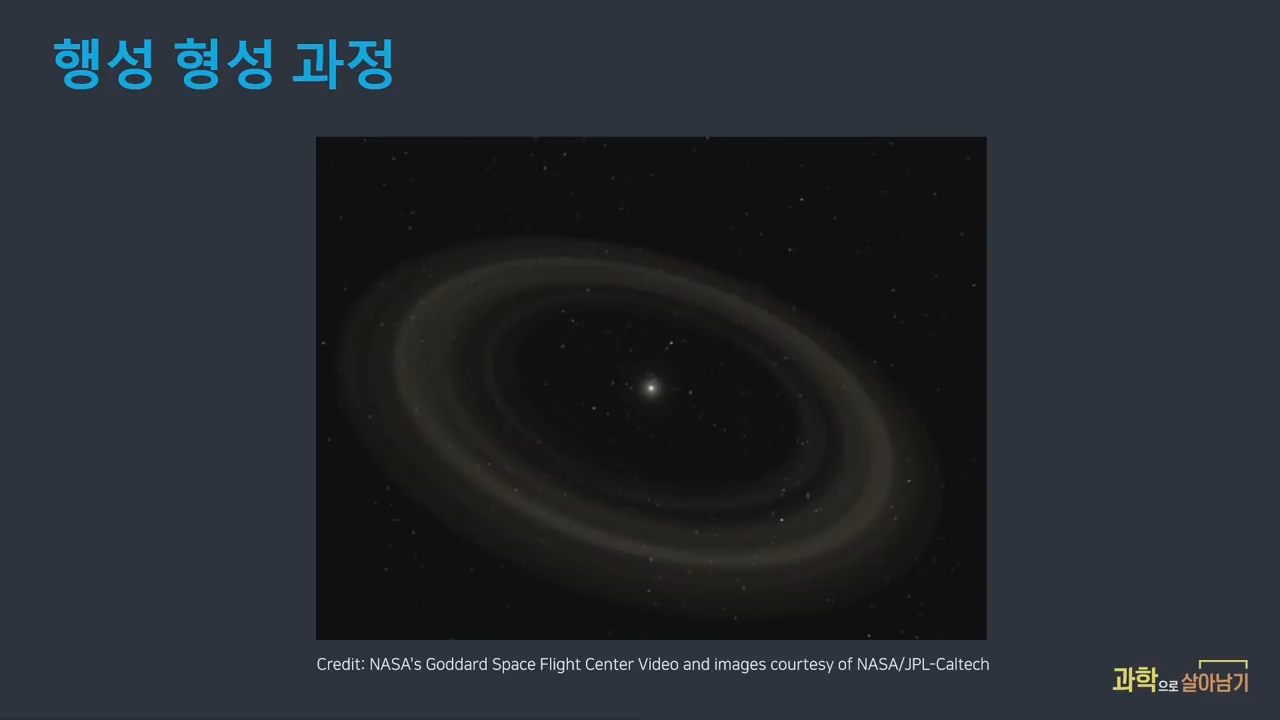 행성 형성 과정
Credit: NASA's Goddard Space Flight Center Video and images courtesy of NASA/JPL-Caltech
과학으로 살아남기